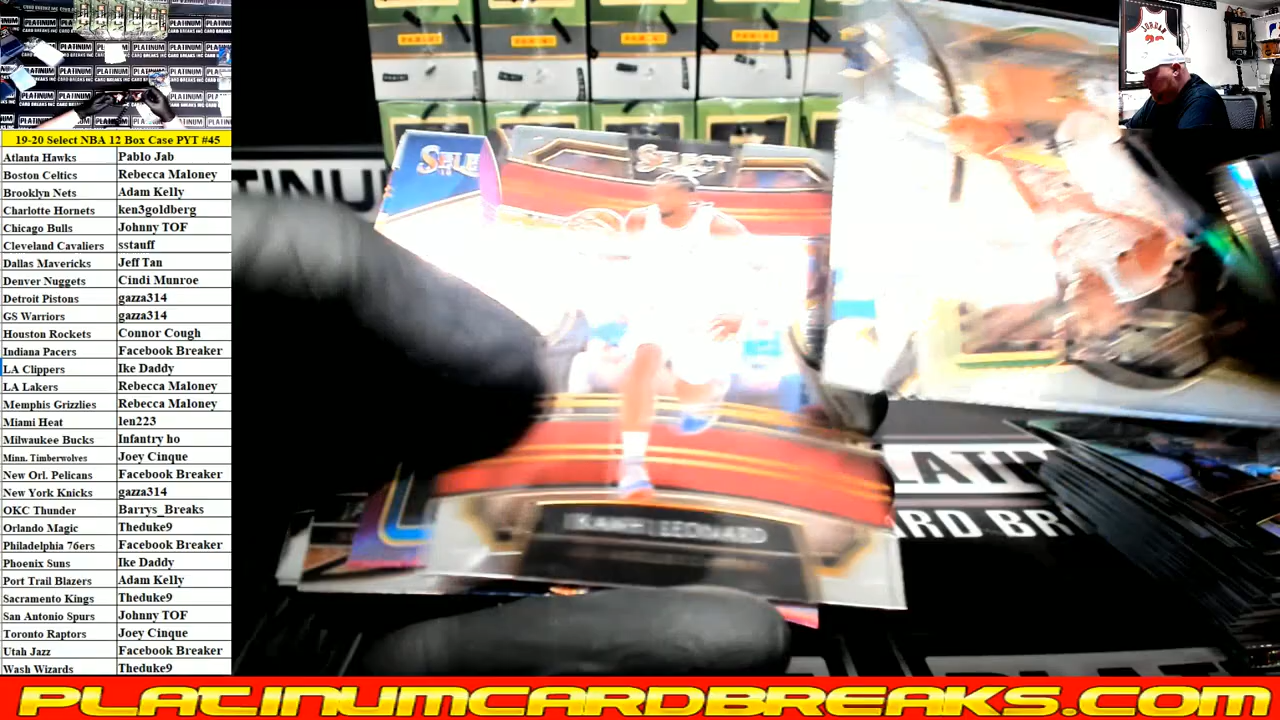 19-20 Select NBA 12 Box Case PYT #45
Atlanta Hawks Pablo Jab
Boston Celtics Rebecca Maloney
Brooklyn Nets Adam Kelly
Charlotte Hornets ken3goldberg
Chicago Bulls Johnny TOF
Cleveland Cavaliers sstauff
Dallas Mavericks Jeff Tan
Denver Nuggets Cindi Munroe
Detroit Pistons gazza314
GS Warriors gazza314
Houston Rockets Connor Cough
Indiana Pacers Facebook Breaker
LA Clippers Ike Daddy
LA Lakers Rebecca Maloney
Memphis Grizzlies Rebecca Maloney
Miami Heat len223
Milwaukee Bucks Infantry ho
Minn. Timberwolves Joey Cinque
New Orl. Pelicans Facebook Breaker
New York Knicks gazza314
OKC Thunder Barrys_Breaks
Orlando Magic Theduke9
Philadelphia 76ers Facebook Breaker
Phoenix Suns Ike Daddy
Port Trail Blazers Adam Kelly
Sacramento Kings Theduke9
San Antonio Spurs Johnny TOF
Toronto Raptors Joey Cinque
Utah Jazz Facebook Breaker
Wash Wizards Theduke9
PANINI PANINI PANINI PANINI
SELECT
KAWHI LEONARD
JORDAN
PLATINUMCARDBREAKS.COM